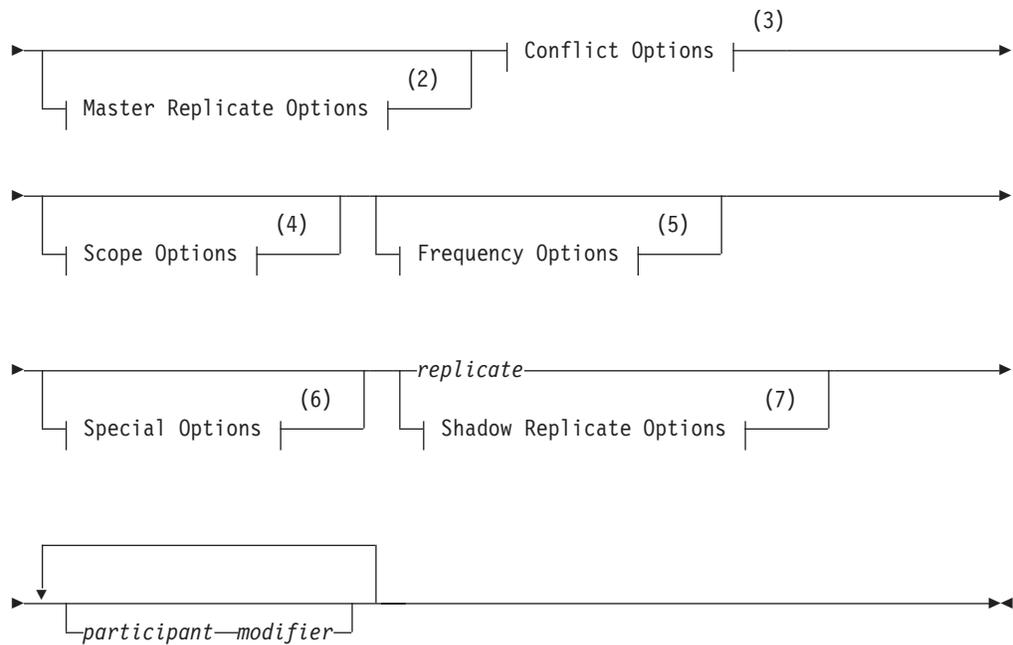 (3)
Conflict Options
(2)
Master Replicate Options
(4) (5)
Scope Options Frequency Options
replicate
(6) (7)
Special Options Shadow Replicate Options
participant modifier